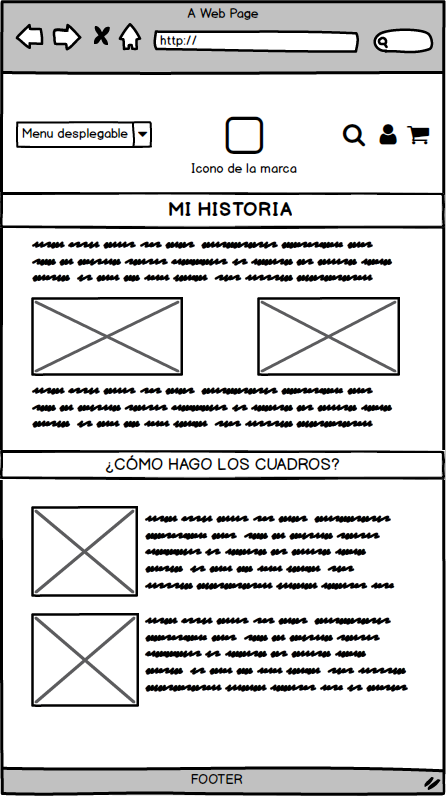 A Web Page
http://
Menu desplegable
Icono de la marca
MI HISTORIA
¿CÓMO HAGO LOS CUADROS?
FOOTER